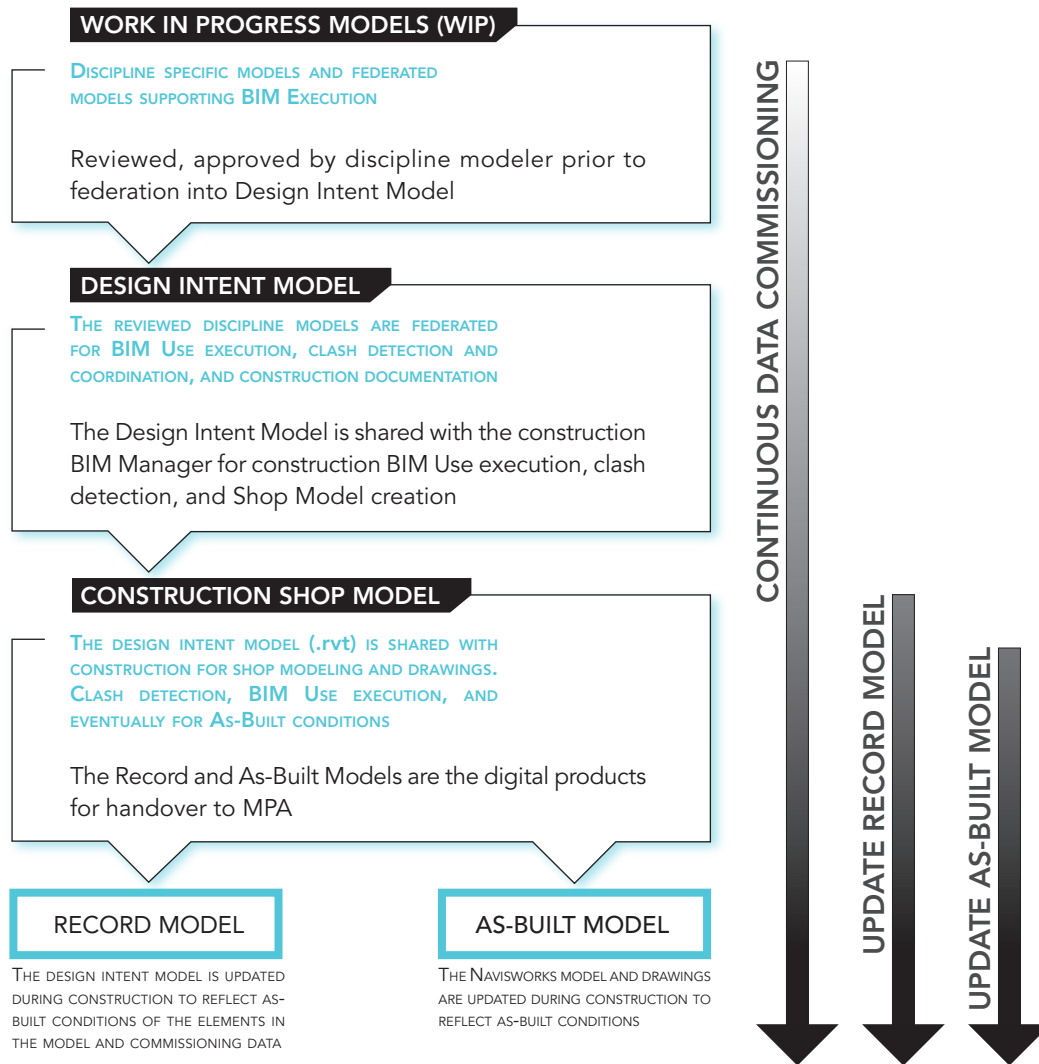 WORK IN PROGRESS MODELS (WIP)
Discipline specific models and federated
models supporting BIM Execution
Reviewed, approved by discipline modeler prior to
federation into Design Intent Model
DESIGN INTENT MODEL
The reviewed discipline models are federated
for BIM Use execution, clash detection and
coordination, and construction documentation
The Design Intent Model is shared with the construction
BIM Manager for construction BIM Use execution, clash
detection, and Shop Model creation
CONSTRUCTION SHOP MODEL
The design intent model (.rvt) is shared with
construction for shop modeling and drawings.
Clash detection, BIM Use execution, and
eventually for As-Built conditions
The Record and As-Built Models are the digital products
for handover to MPA
RECORD MODEL
The design intent model is updated
during construction to reflect as-
built conditions of the elements in
the model and commissioning data
AS-BUILT MODEL
The Navisworks model and drawings
are updated during construction to
reflect as-built conditions
CONTINUOUS DATA COMMISSIONING
UPDATE RECORD MODEL
UPDATE AS-BUILT MODEL